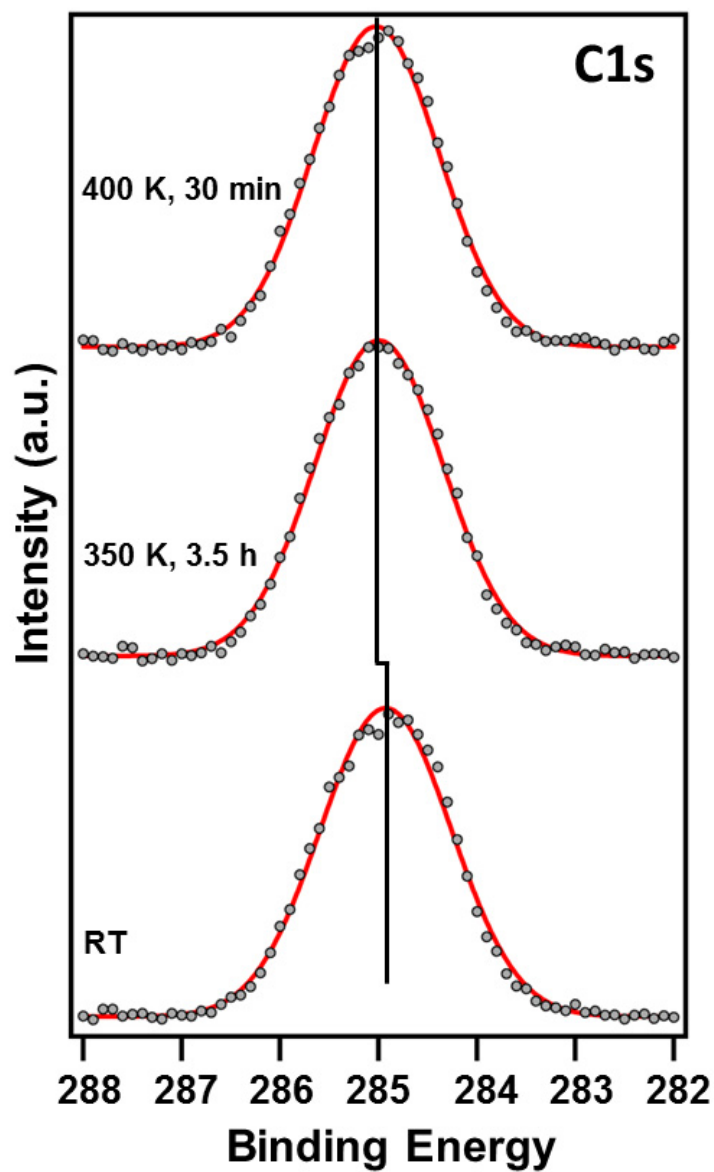 C1s
400 K, 30 min
350 K, 3.5 h
RT
Intensity (a.u.)
288 287 286 285 284 283 282
Binding Energy